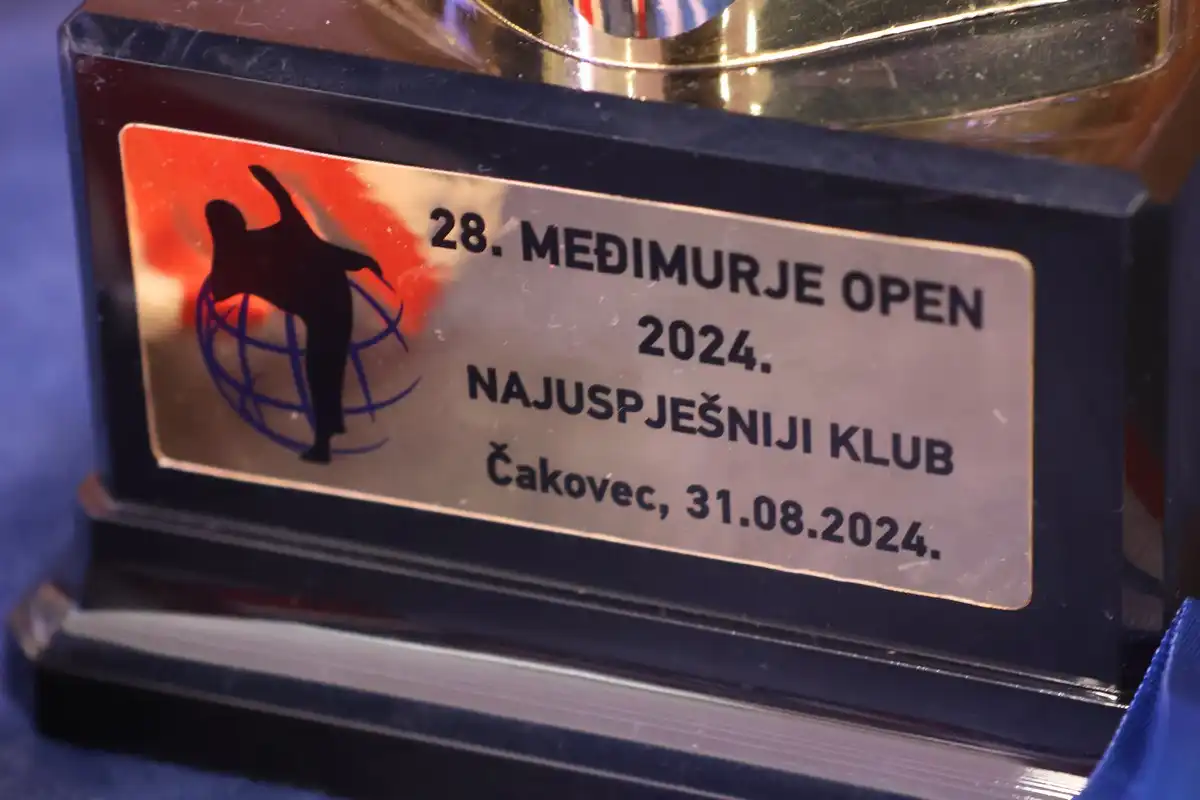 28. MEĐIMURJE OPEN
2024.
NAJUSPJEŠNIJI KLUB
Čakovec, 31.08.2024.